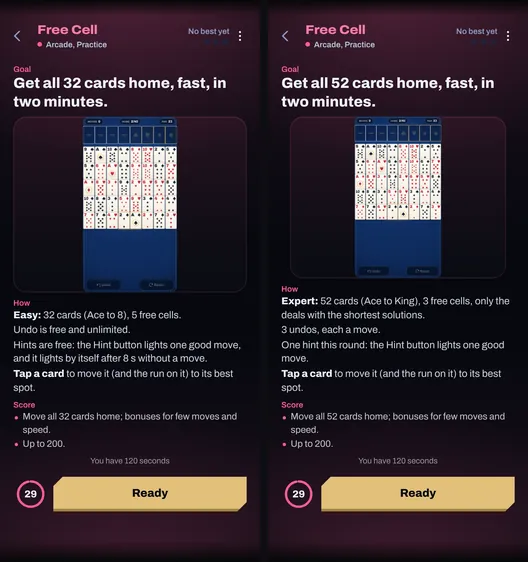 Free Cell
Arcade, Practice
No best yet
Goal
Get all 32 cards home, fast, in
two minutes.
How
Easy: 32 cards (Ace to 8), 5 free cells.
Undo is free and unlimited.
Hints are free: the Hint button lights one good move,
and it lights by itself after 8 s without a move.
Tap a card to move it (and the run on it) to its best
spot.
Score
Move all 32 cards home; bonuses for few moves and
speed.
Up to 200.
You have 120 seconds
29
Ready
Free Cell
Arcade, Practice
No best yet
Goal
Get all 52 cards home, fast, in
two minutes.
How
Expert: 52 cards (Ace to King), 3 free cells, only the
deals with the shortest solutions.
3 undos, each a move.
One hint this round: the Hint button lights one good
move.
Tap a card to move it (and the run on it) to its best
spot.
Score
Move all 52 cards home; bonuses for few moves and
speed.
Up to 200.
You have 120 seconds
29
Ready